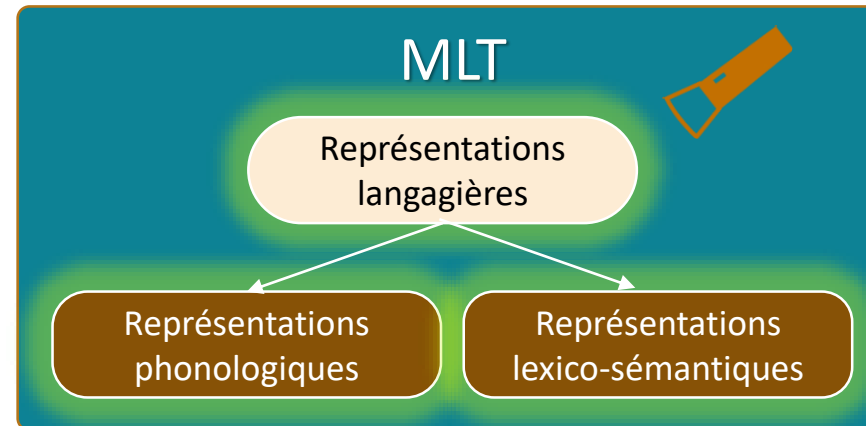 MLT
Représentations
langagières
Représentations
phonologiques
Représentations
lexico-sémantiques